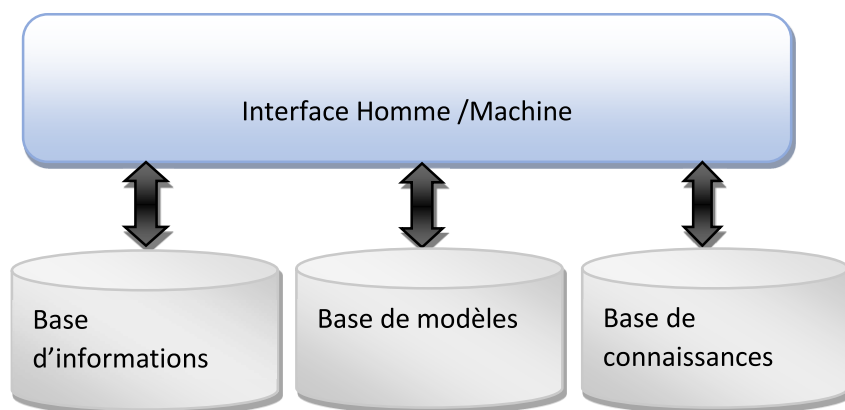 Interface Homme /Machine
Base
d’informations
Base de modèles
Base de
connaissances